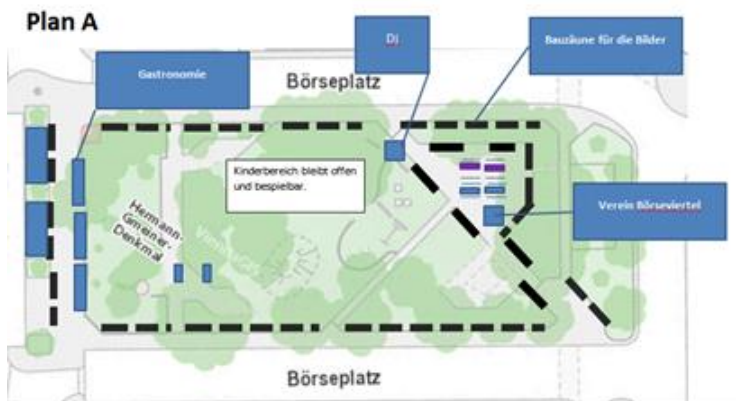 Plan A
Dj
Bauzäune für die Bilder
Gastronomie
Börseplatz
Kinderbereich bleibt offen
und bespielbar.
Verein Börseviertel
Hermann-
Gmeiner-
Denkmal
Börseplatz